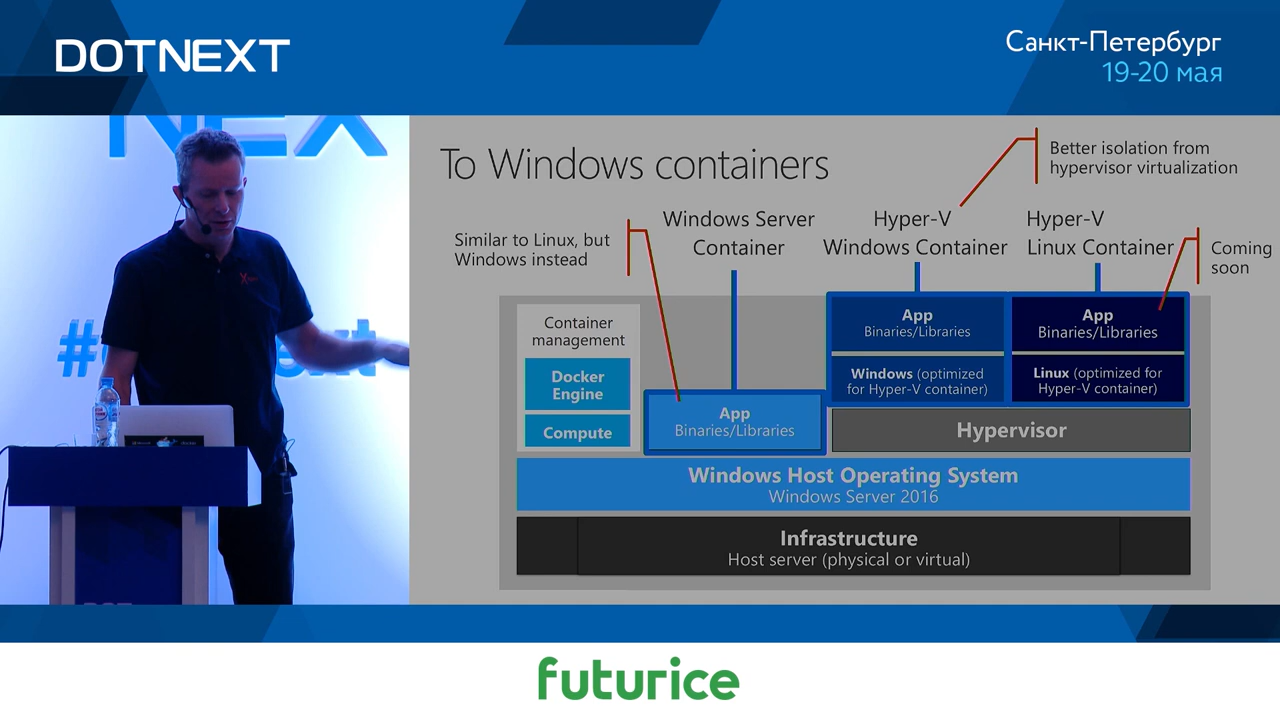 DOTNEXT
Санкт-Петербург
19-20 мая
NEX
To Windows containers
Better isolation from
hypervisor virtualization
Similar to Linux, but
Windows instead
Windows Server
Container
Hyper-V
Windows Container
Hyper-V
Linux Container
Coming
soon
Container
management
Docker
Engine
Compute
App
Binaries/Libraries
App
Binaries/Libraries
Windows (optimized
for Hyper-V container)
App
Binaries/Libraries
Linux (optimized for
Hyper-V container)
Hypervisor
Windows Host Operating System
Windows Server 2016
Infrastructure
Host server (physical or virtual)
futurice